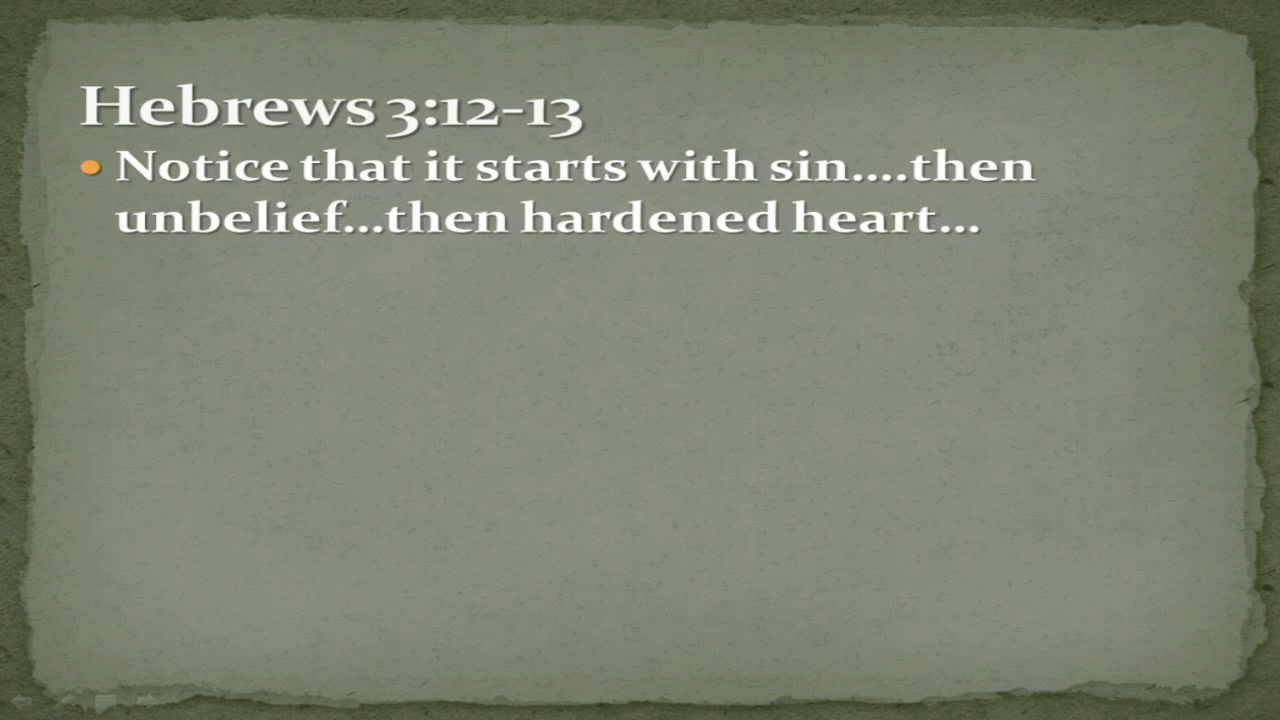 Hebrews 3:12-13
• Notice that it starts with sin....then
unbelief...then hardened heart...